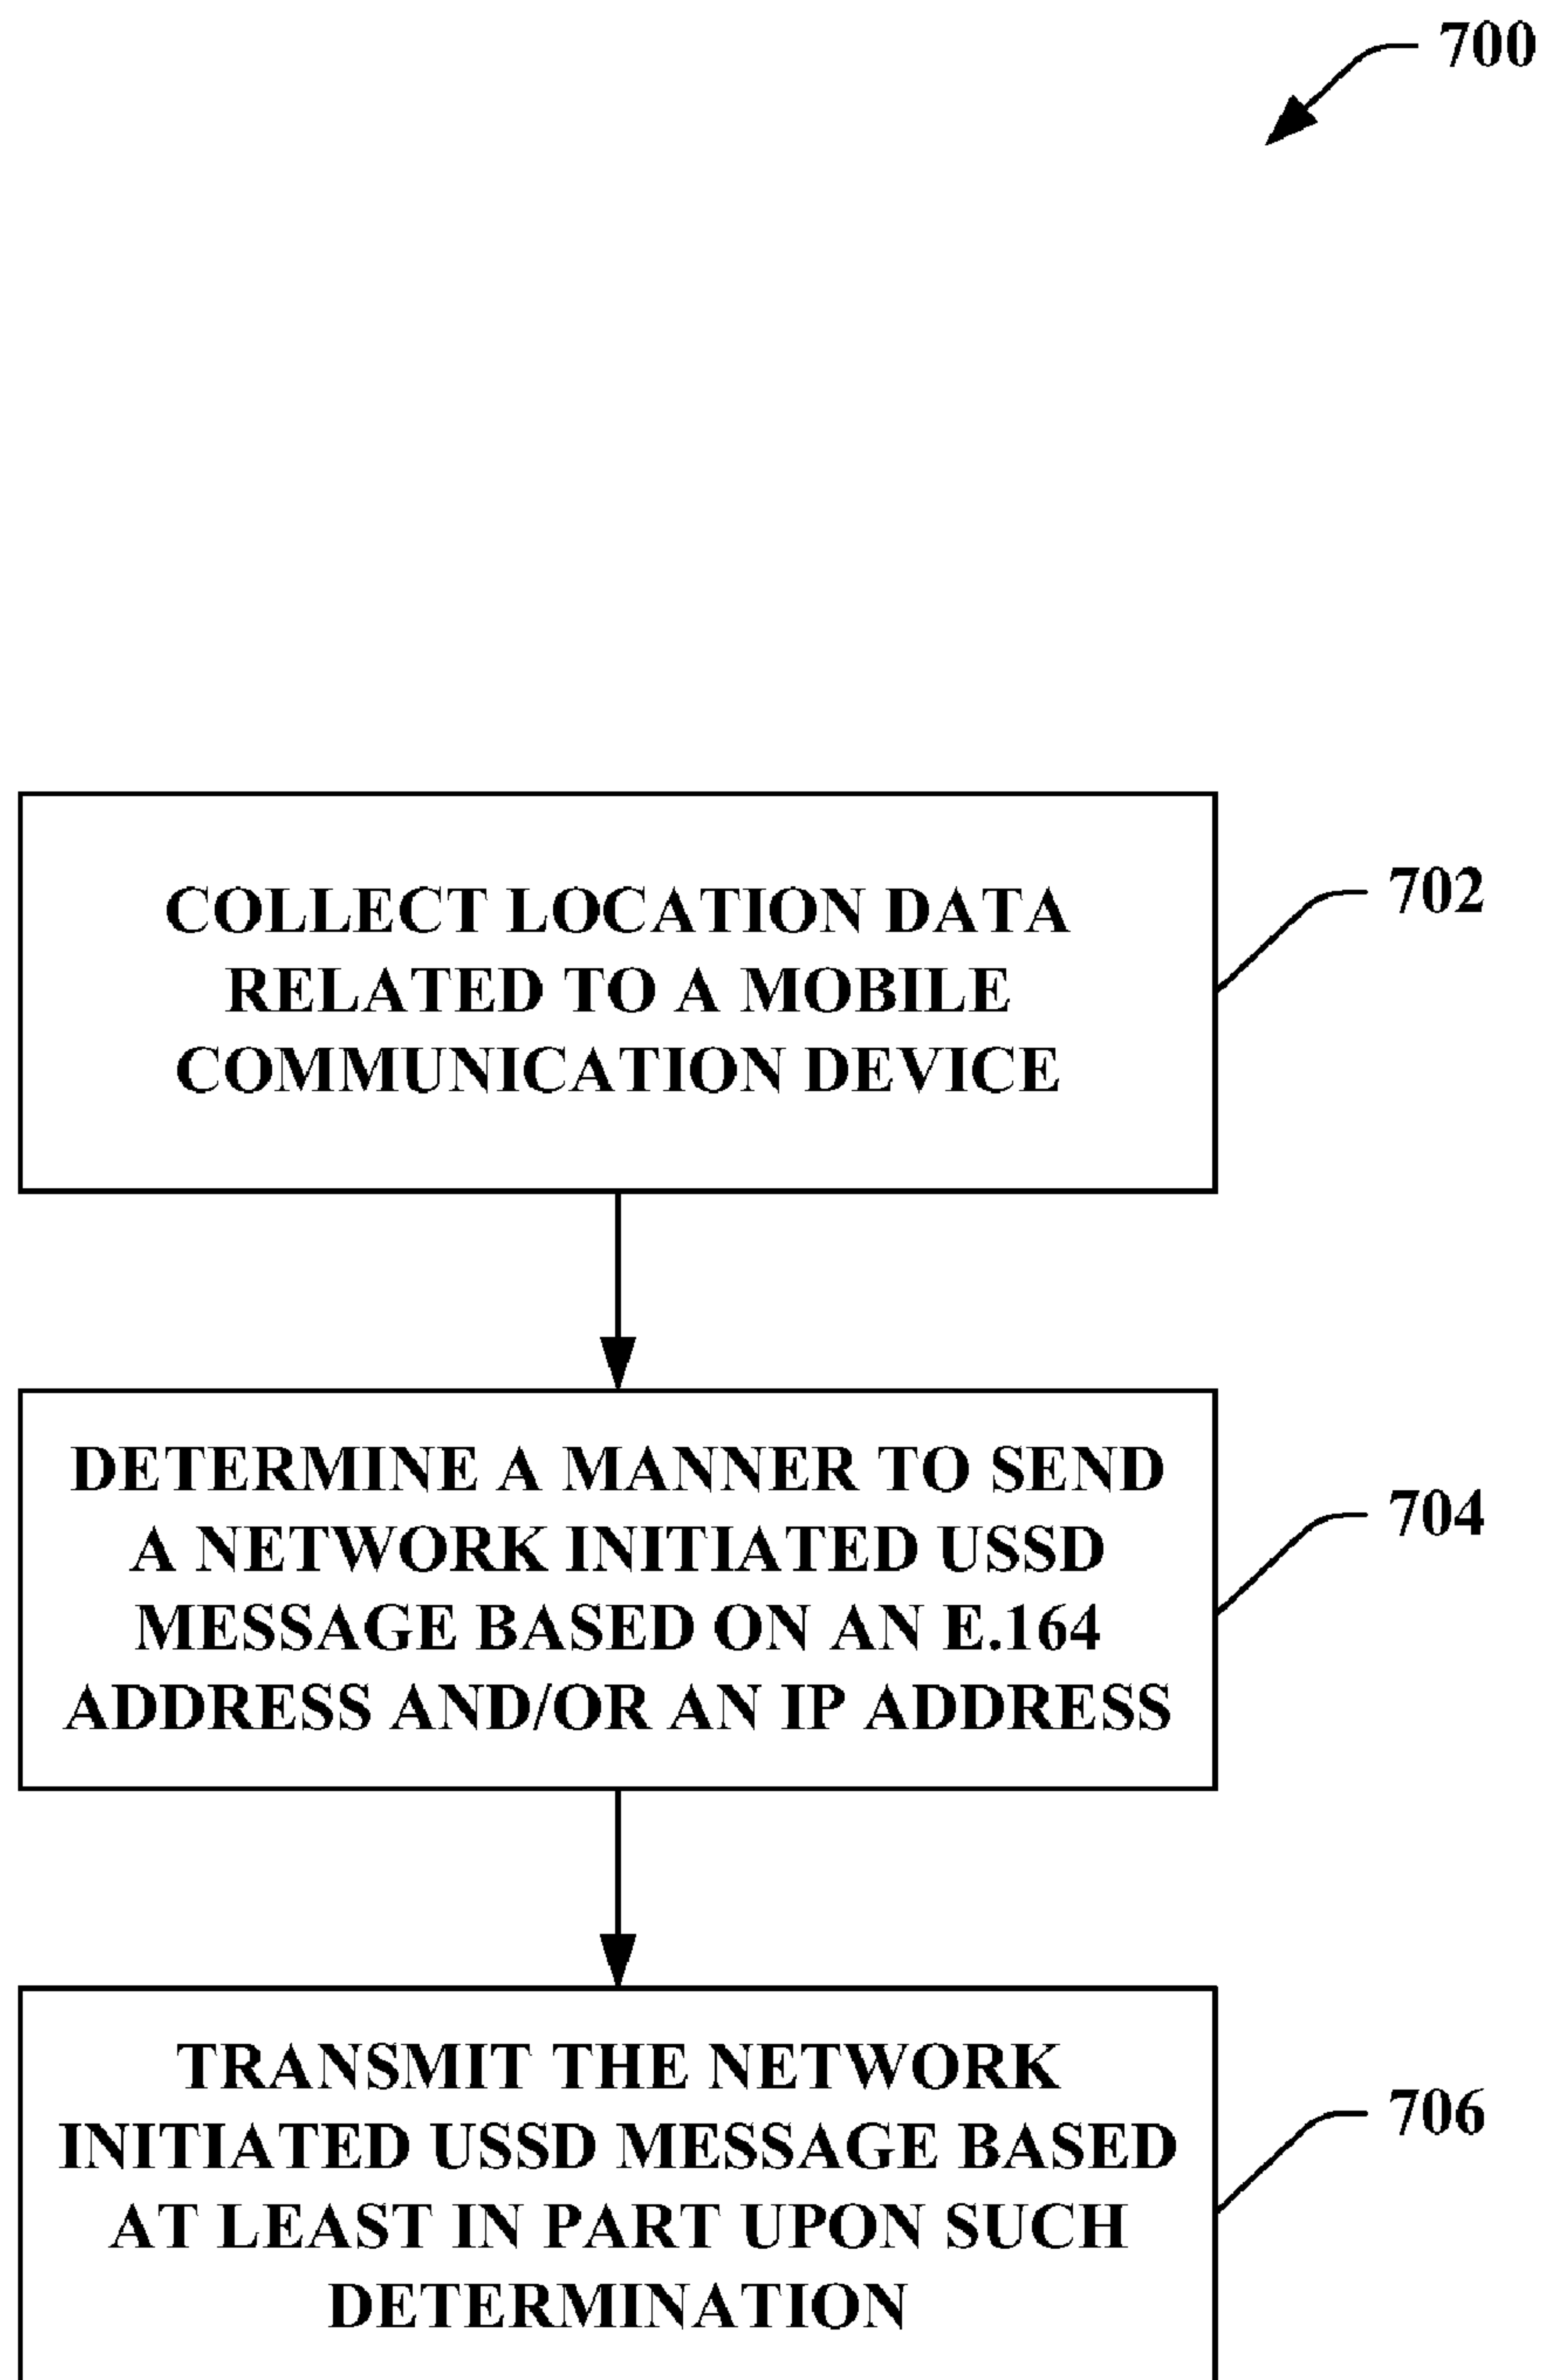 700
COLLECT LOCATION DATA
RELATED TO A MOBILE
COMMUNICATION DEVICE
702
DETERMINE A MANNER TO SEND
A NETWORK INITIATED USSD
MESSAGE BASED ON AN E.164
ADDRESS AND/OR AN IP ADDRESS
704
TRANSMIT THE NETWORK
INITIATED USSD MESSAGE BASED
AT LEAST IN PART UPON SUCH
DETERMINATION
706